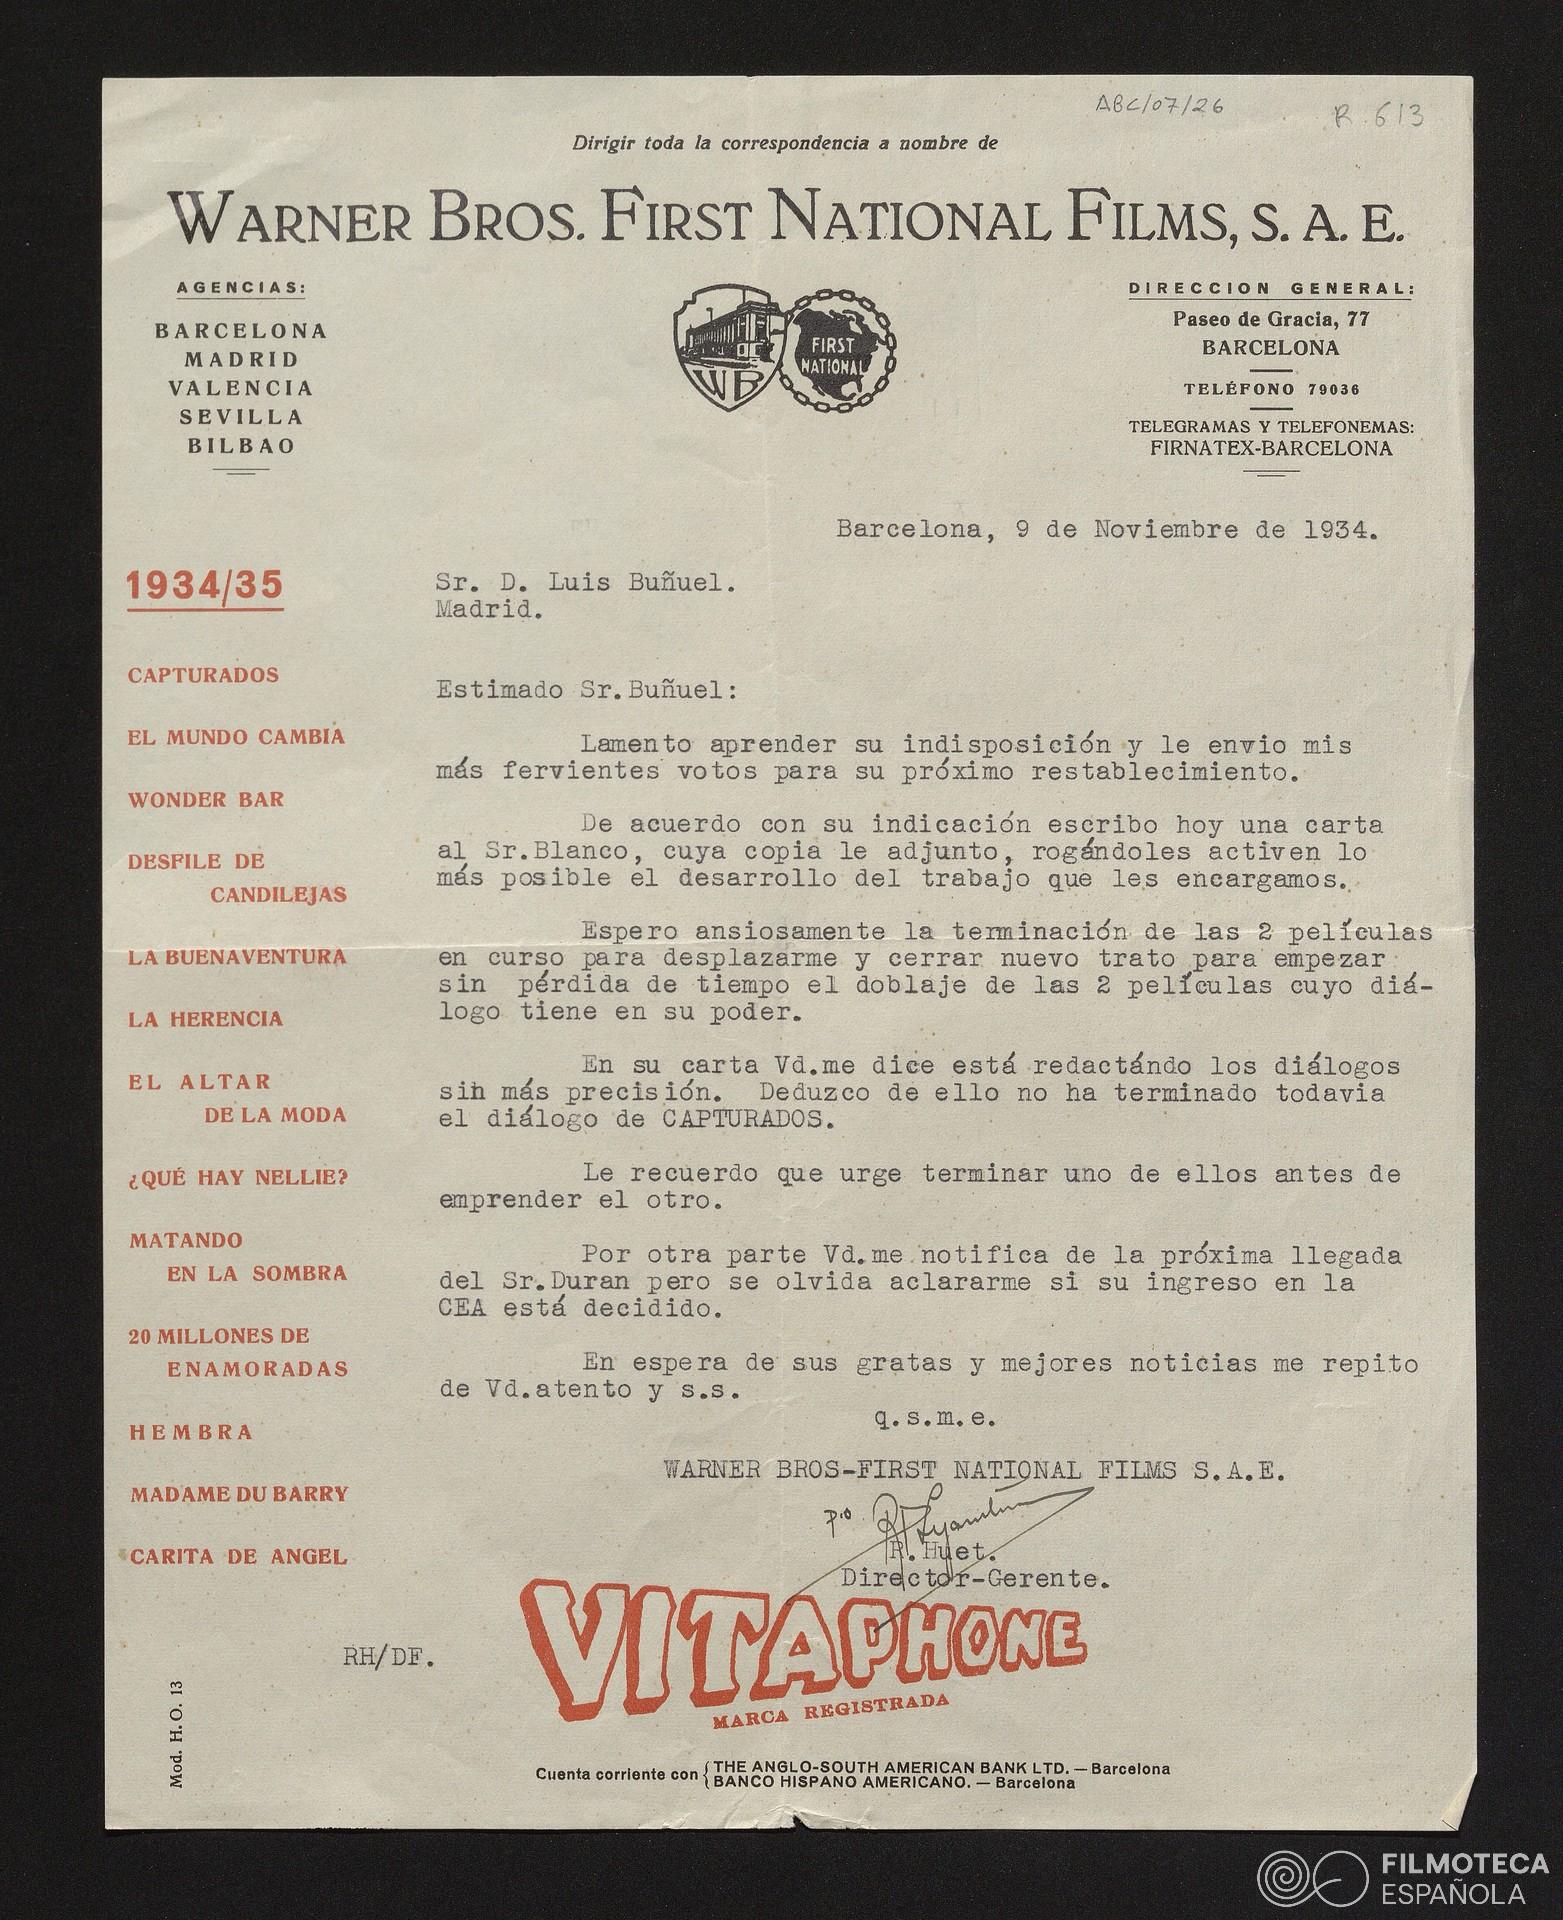 ABC/07/26
R. 613
Dirigir toda la correspondencia a nombre de
WARNER BROS. FIRST NATIONAL FILMS, S. A. E.
AGENCIAS:
BARCELONA
MADRID
VALENCIA
SEVILLA
BILBAO
WB
FIRST
NATIONAL
DIRECCION GENERAL:
Paseo de Gracia, 77
BARCELONA
TELÉFONO 79036
TELEGRAMAS Y TELEFONEMAS:
FIRNATEX-BARCELONA
Barcelona, 9 de Noviembre de 1934.
1934/35
CAPTURADOS
EL MUNDO CAMBIA
WONDER BAR
DESFILE DE
CANDILEJAS
LA BUENAVENTURA
LA HERENCIA
EL ALTAR
DE LA MODA
¿QUÉ HAY NELLIE?
MATANDO
EN LA SOMBRA
20 MILLONES DE
ENAMORADAS
HEMBRA
MADAME DU BARRY
CARITA DE ANGEL
Sr. D. Luis Buñuel.
Madrid.
Estimado Sr.Buñuel:
Lamento aprender su indisposición y le envio mis
más fervientes votos para su próximo restablecimiento.
De acuerdo con su indicación escribo hoy una carta
al Sr.Blanco, cuya copia le adjunto, rogándoles activen lo
más posible el desarrollo del trabajo que les encargamos.
Espero ansiosamente la terminación de las 2 películas
en curso para desplazarme y cerrar nuevo trato para empezar
sin pérdida de tiempo el doblaje de las 2 películas cuyo diá-
logo tiene en su poder.
En su carta Vd.me dice está redactándo los diálogos
sin más precisión. Deduzco de ello no ha terminado todavia
el diálogo de CAPTURADOS.
Le recuerdo que urge terminar uno de ellos antes de
emprender el otro.
Por otra parte Vd.me notifica de la próxima llegada
del Sr.Duran pero se olvida aclararme si su ingreso en la
CEA está decidido.
En espera de sus gratas y mejores noticias me repito
de Vd.atento y s.s.
q.s.m.e.
WARNER BROS-FIRST NATIONAL FILMS S.A.E.
p.o
R. Huet.
Director-Gerente.
VITAPHONE
MARCA REGISTRADA
RH/DF.
Mod. H. O. 13
Cuenta corriente con { THE ANGLO-SOUTH AMERICAN BANK LTD. — Barcelona
BANCO HISPANO AMERICANO. — Barcelona
FILMOTECA
ESPAÑOLA